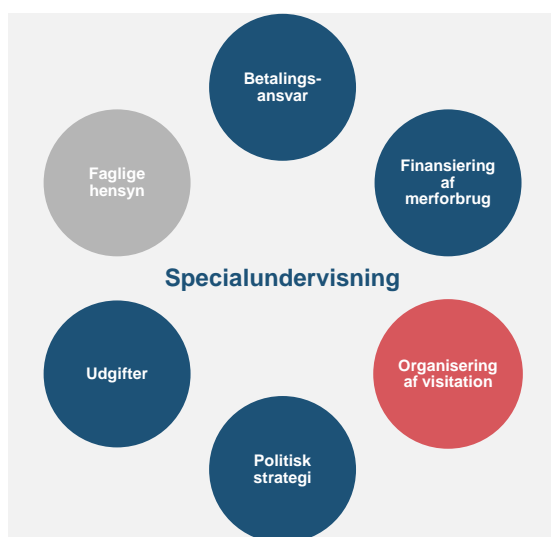 Betalings-
ansvar
Faglige
hensyn
Finansiering
af
merforbrug
Specialundervisning
Udgifter
Organisering
af visitation
Politisk
strategi